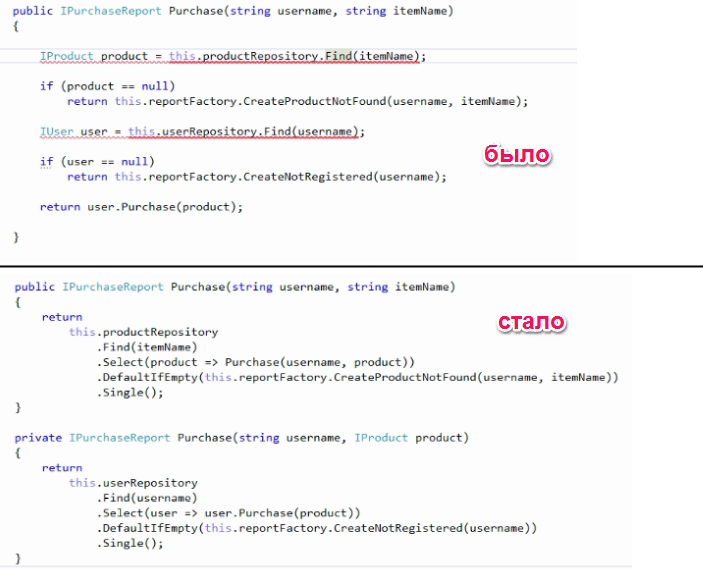 public IPurchaseReport Purchase(string username, string itemName)
{
IProduct product = this.productRepository.Find(itemName);
if (product == null)
return this.reportFactory.CreateProductNotFound(username, itemName);
IUser user = this.userRepository.Find(username);
if (user == null)
return this.reportFactory.CreateNotRegistered(username);
return user.Purchase(product);
}
было
public IPurchaseReport Purchase(string username, string itemName)
{
return
this.productRepository
.Find(itemName)
.Select(product => Purchase(username, product))
.DefaultIfEmpty(this.reportFactory.CreateProductNotFound(username, itemName))
.Single();
}
стало
private IPurchaseReport Purchase(string username, IProduct product)
{
return
this.userRepository
.Find(username)
.Select(user => user.Purchase(product))
.DefaultIfEmpty(this.reportFactory.CreateNotRegistered(username))
.Single();
}